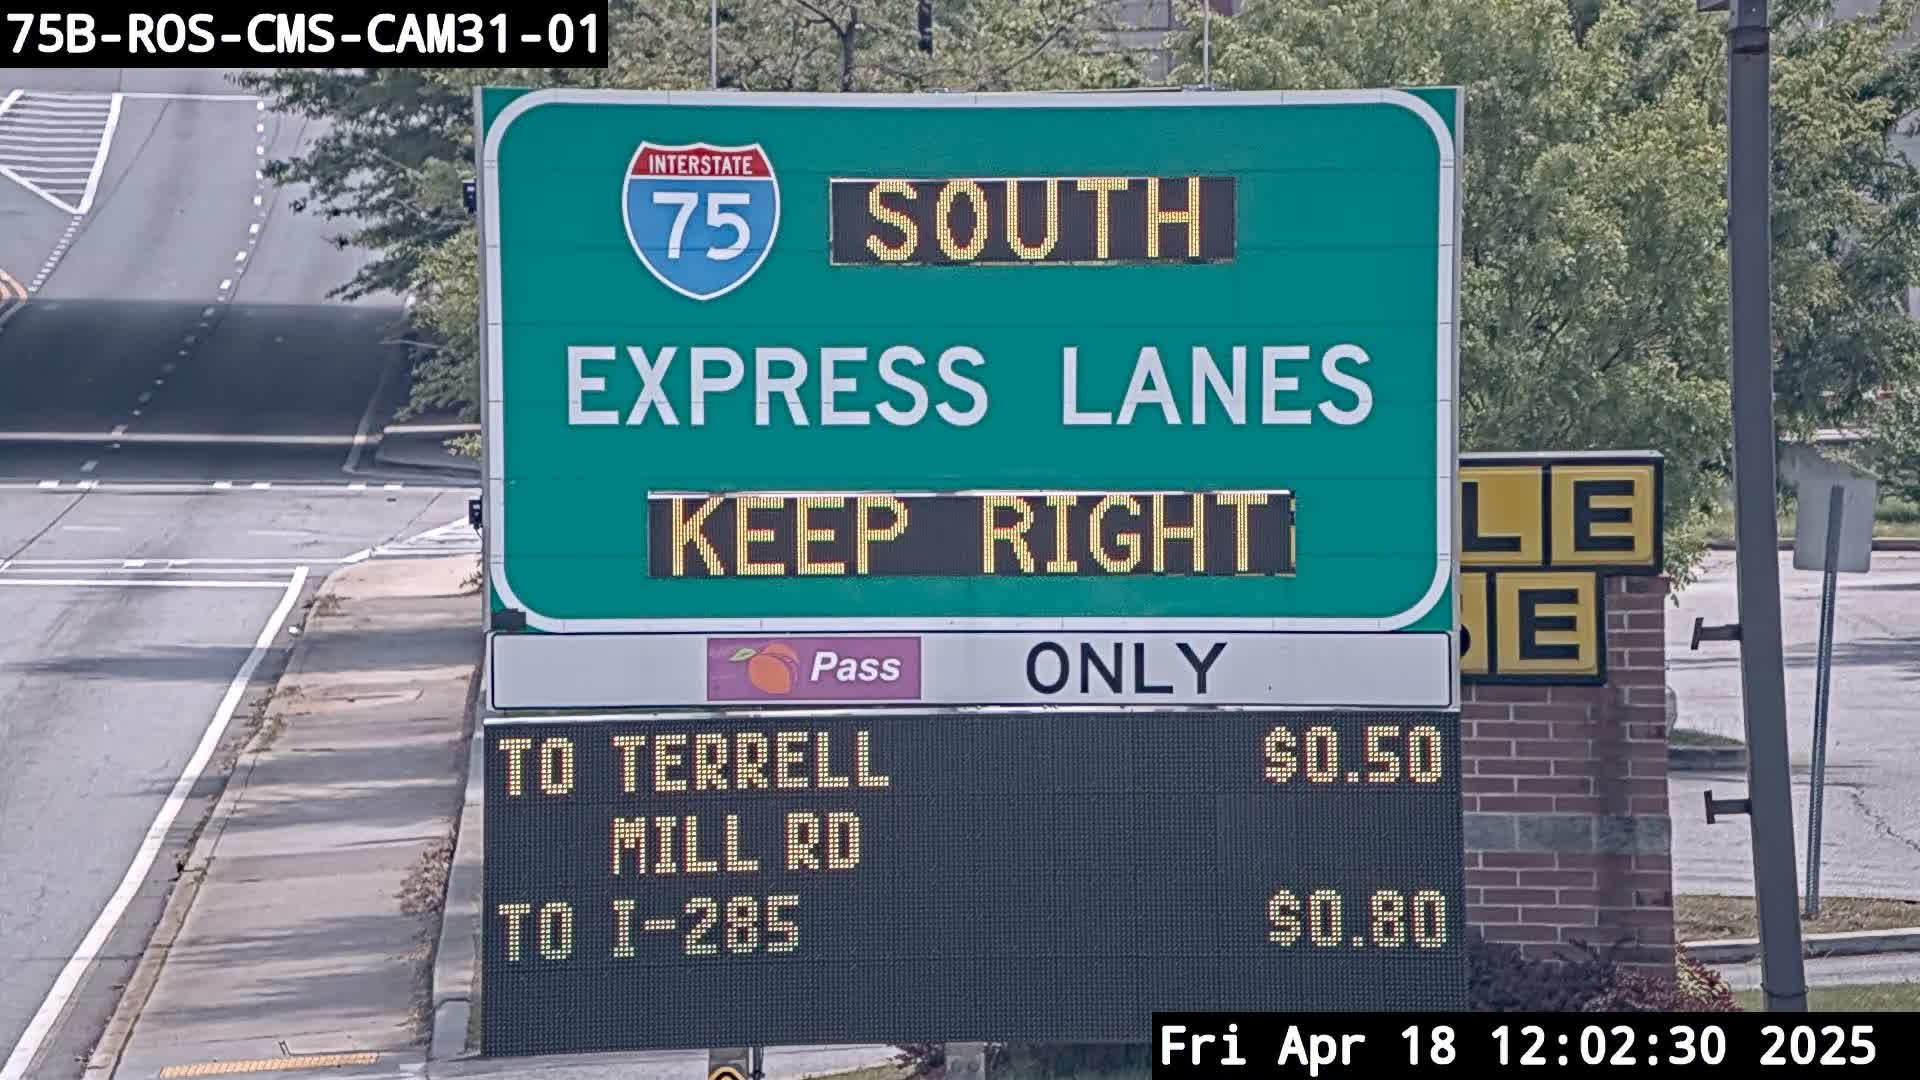 75B-ROS-CMS-CAM31-01
INTERSTATE
75
SOUTH
EXPRESS LANES
KEEP RIGHT
Pass ONLY
TO TERRELL $0.50
MILL RD
TO I-285 $0.80
LE
E
Fri Apr 18 12:02:30 2025